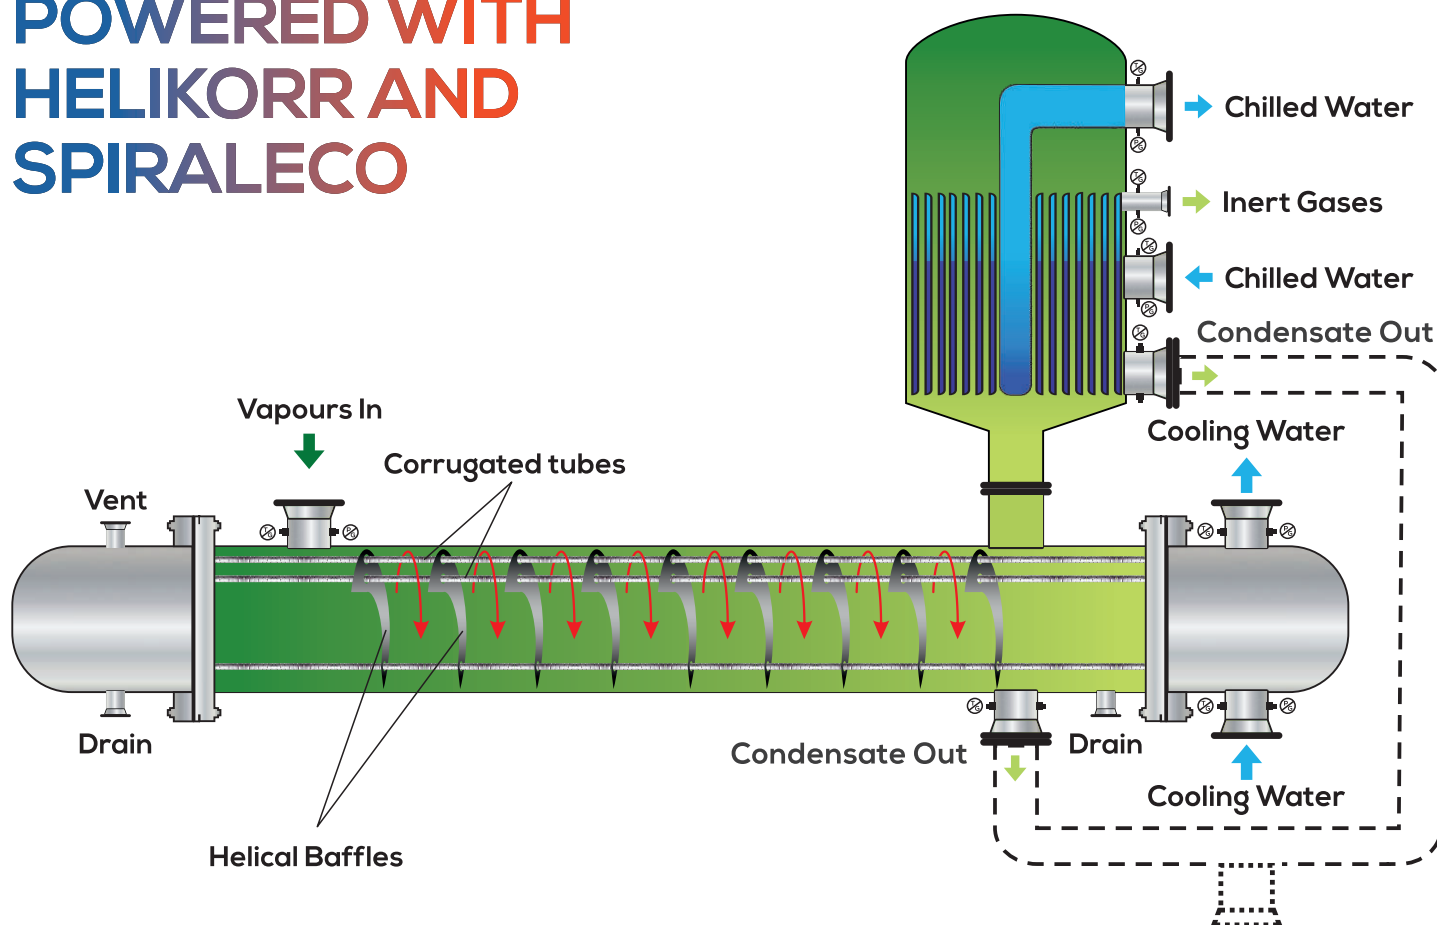 POWERED WITH
HELIKORR AND
SPIRALECO
Chilled Water
Inert Gases
Chilled Water
Condensate Out
Cooling Water
Vapours In
Corrugated tubes
Vent
Drain
Condensate Out
Drain
Cooling Water
Helical Baffles